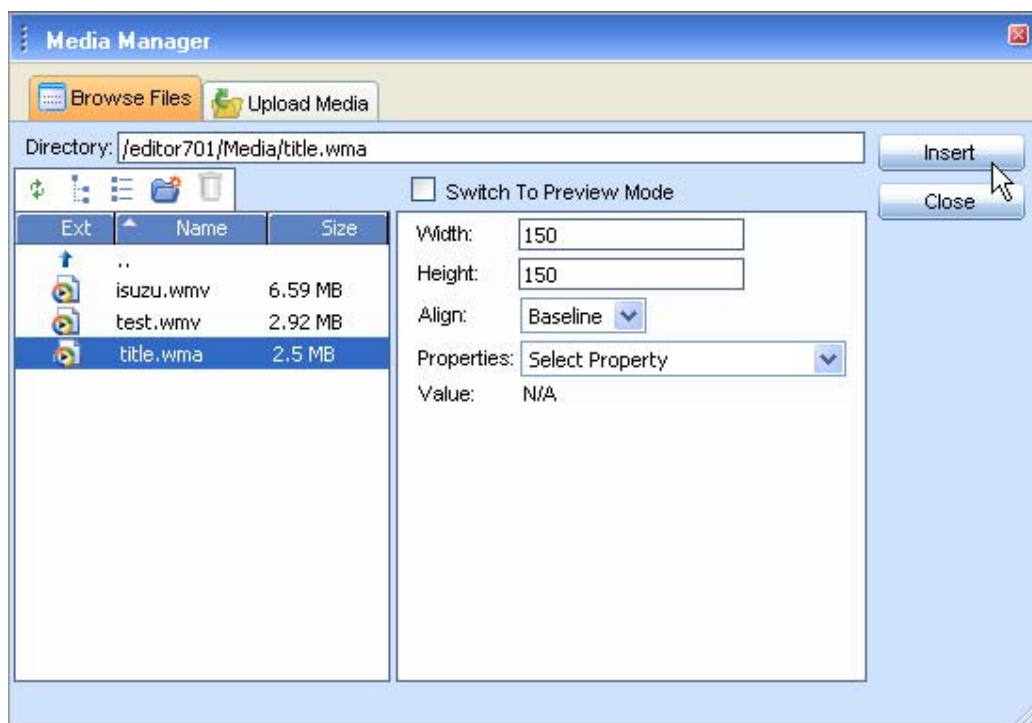 Media Manager
Browse Files Upload Media
Directory: /editor701/Media/title.wma
Insert
Switch To Preview Mode
Close
Ext Name Size
..
isuzu.wmv 6.59 MB
test.wmv 2.92 MB
title.wma 2.5 MB
Width: 150
Height: 150
Align: Baseline
Properties: Select Property
Value: N/A